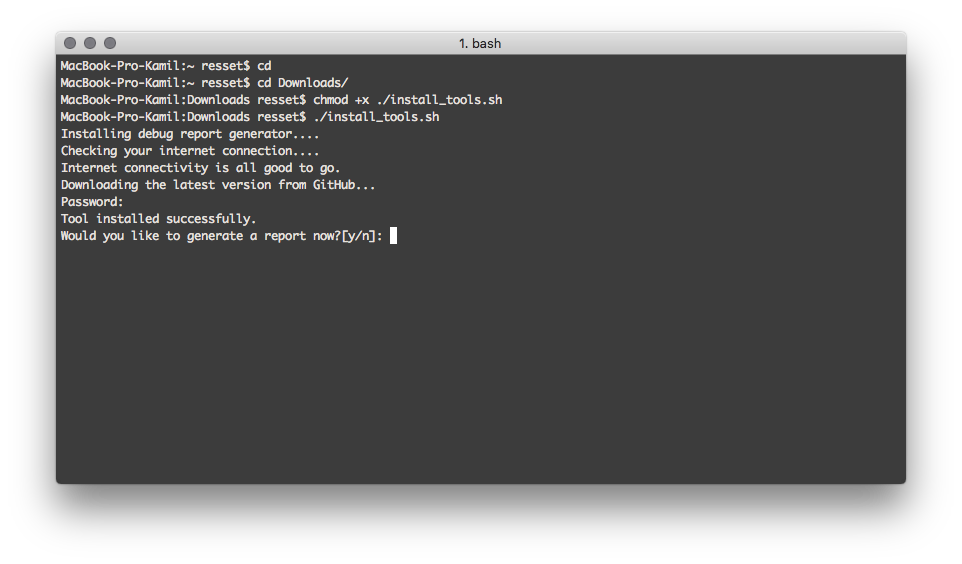 1. bash
MacBook-Pro-Kamil:~ resset$ cd
MacBook-Pro-Kamil:~ resset$ cd Downloads/
MacBook-Pro-Kamil:Downloads resset$ chmod +x ./install_tools.sh
MacBook-Pro-Kamil:Downloads resset$ ./install_tools.sh
Installing debug report generator....
Checking your internet connection....
Internet connectivity is all good to go.
Downloading the latest version from GitHub...
Password:
Tool installed successfully.
Would you like to generate a report now?[y/n]: